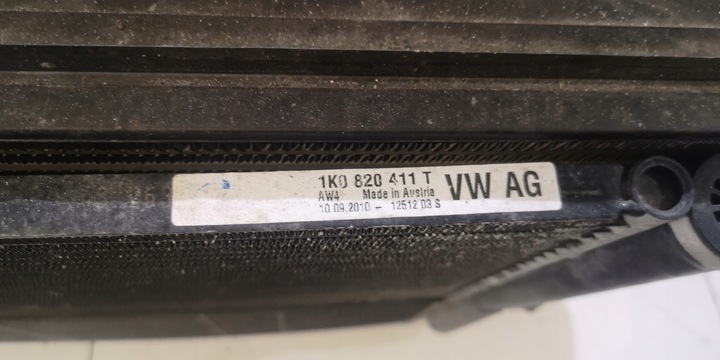 1K0 820 411 T VW AG
AW4 Made in Austria
10.09.2010 - 12512 03 S